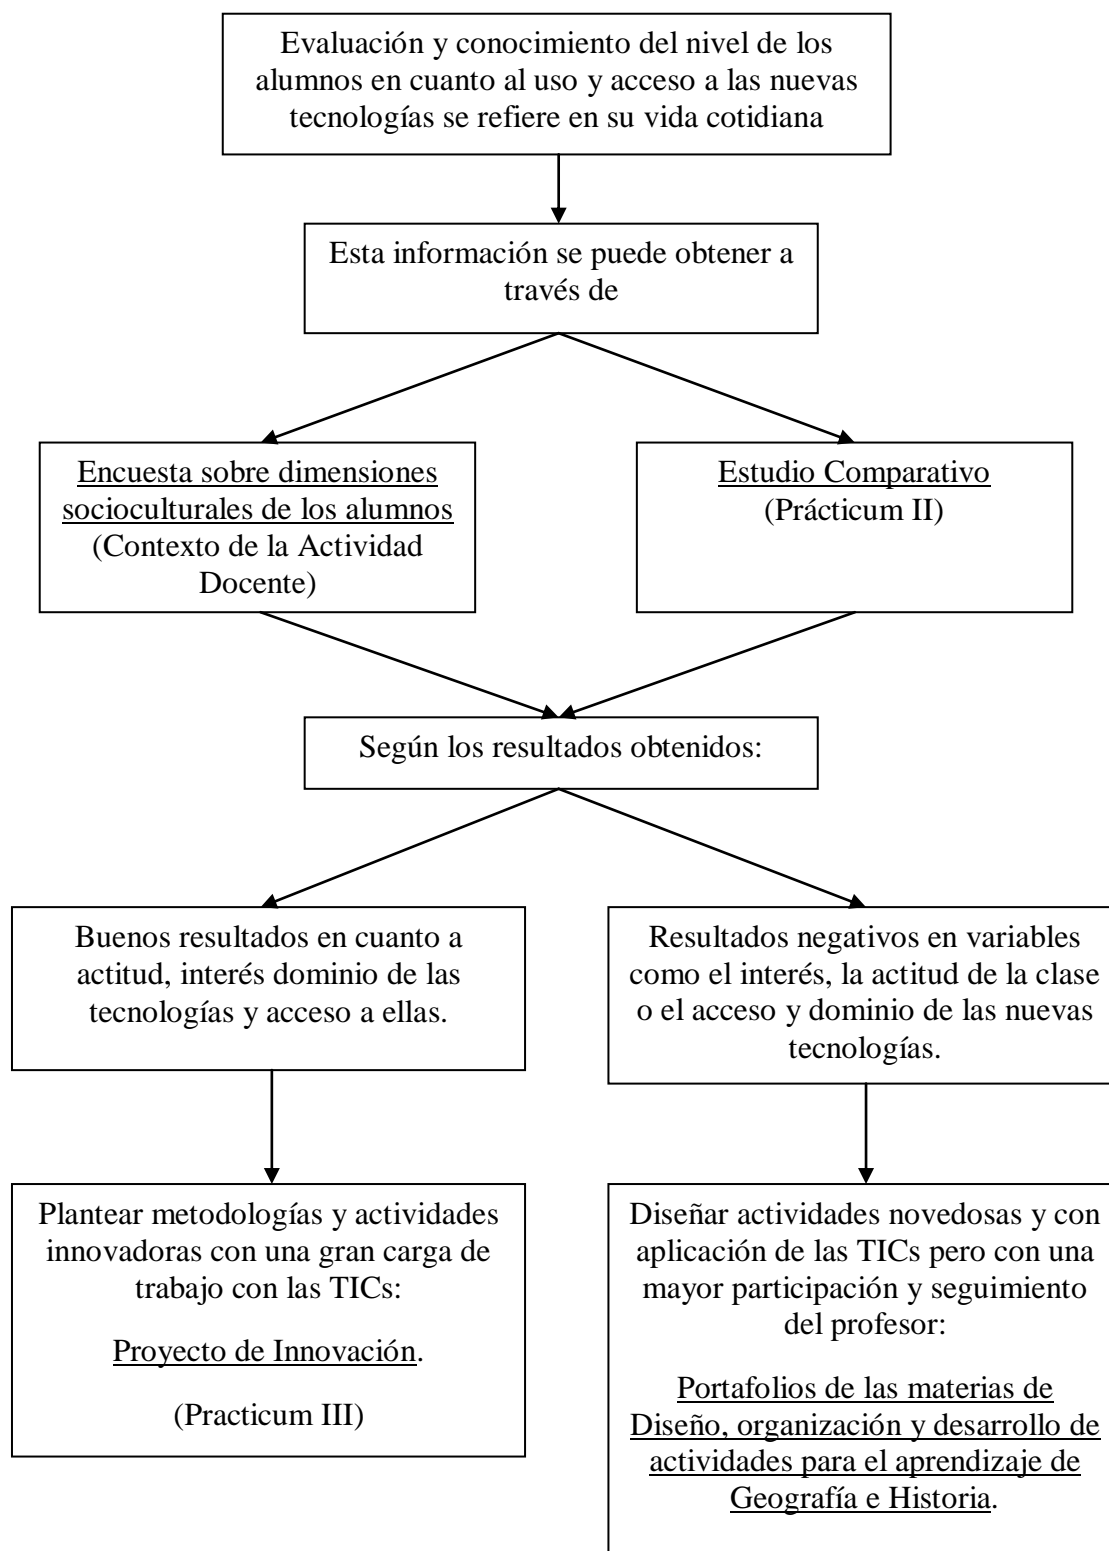 Evaluación y conocimiento del nivel de los
alumnos en cuanto al uso y acceso a las nuevas
tecnologías se refiere en su vida cotidiana
Esta información se puede obtener a
través de
Encuesta sobre dimensiones
socioculturales de los alumnos
(Contexto de la Actividad
Docente)
Estudio Comparativo
(Prácticum II)
Según los resultados obtenidos:
Buenos resultados en cuanto a
actitud, interés dominio de las
tecnologías y acceso a ellas.
Resultados negativos en variables
como el interés, la actitud de la clase
o el acceso y dominio de las nuevas
tecnologías.
Plantear metodologías y actividades
innovadoras con una gran carga de
trabajo con las TICs:
Proyecto de Innovación.
(Practicum III)
Diseñar actividades novedosas y con
aplicación de las TICs pero con una
mayor participación y seguimiento
del profesor:
Portafolios de las materias de
Diseño, organización y desarrollo de
actividades para el aprendizaje de
Geografía e Historia.